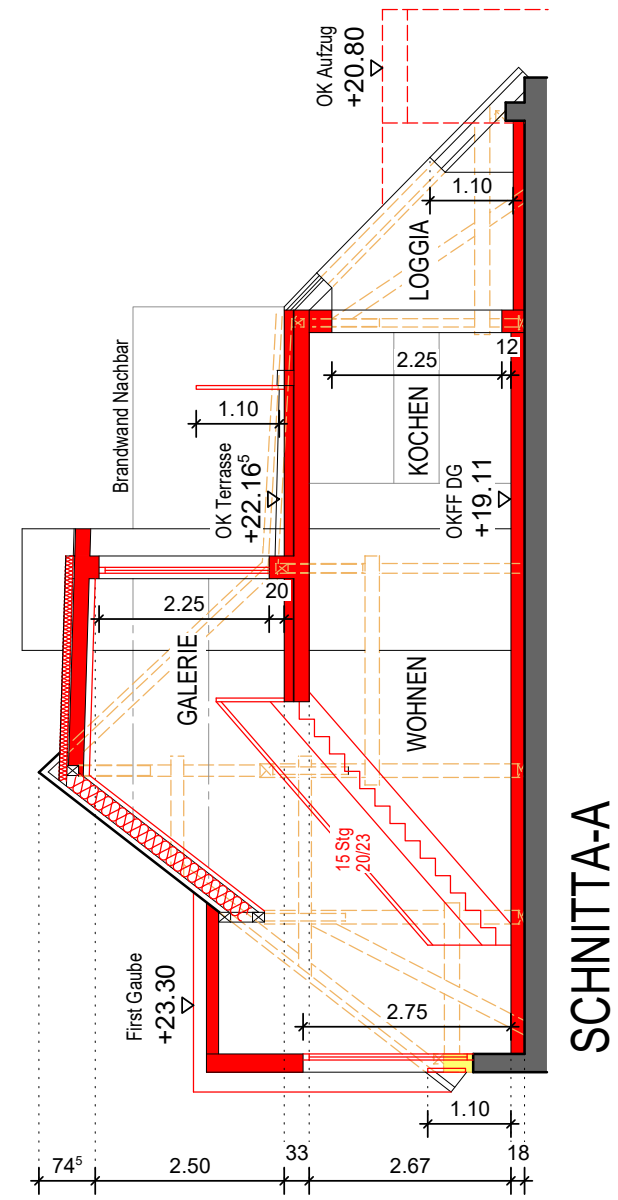 OK Aufzug
+20.80
1.10
LOGGIA
Brandwand Nachbar
1.10
2.25
12
KOCHEN
OK Terrasse
+22.16⁵
OKFF DG
+19.11
2.25
20
GALERIE
WOHNEN
15 Stg
20/23
First Gaube
+23.30
2.75
1.10
74⁵
2.50
33
2.67
18
SCHNITTA-A